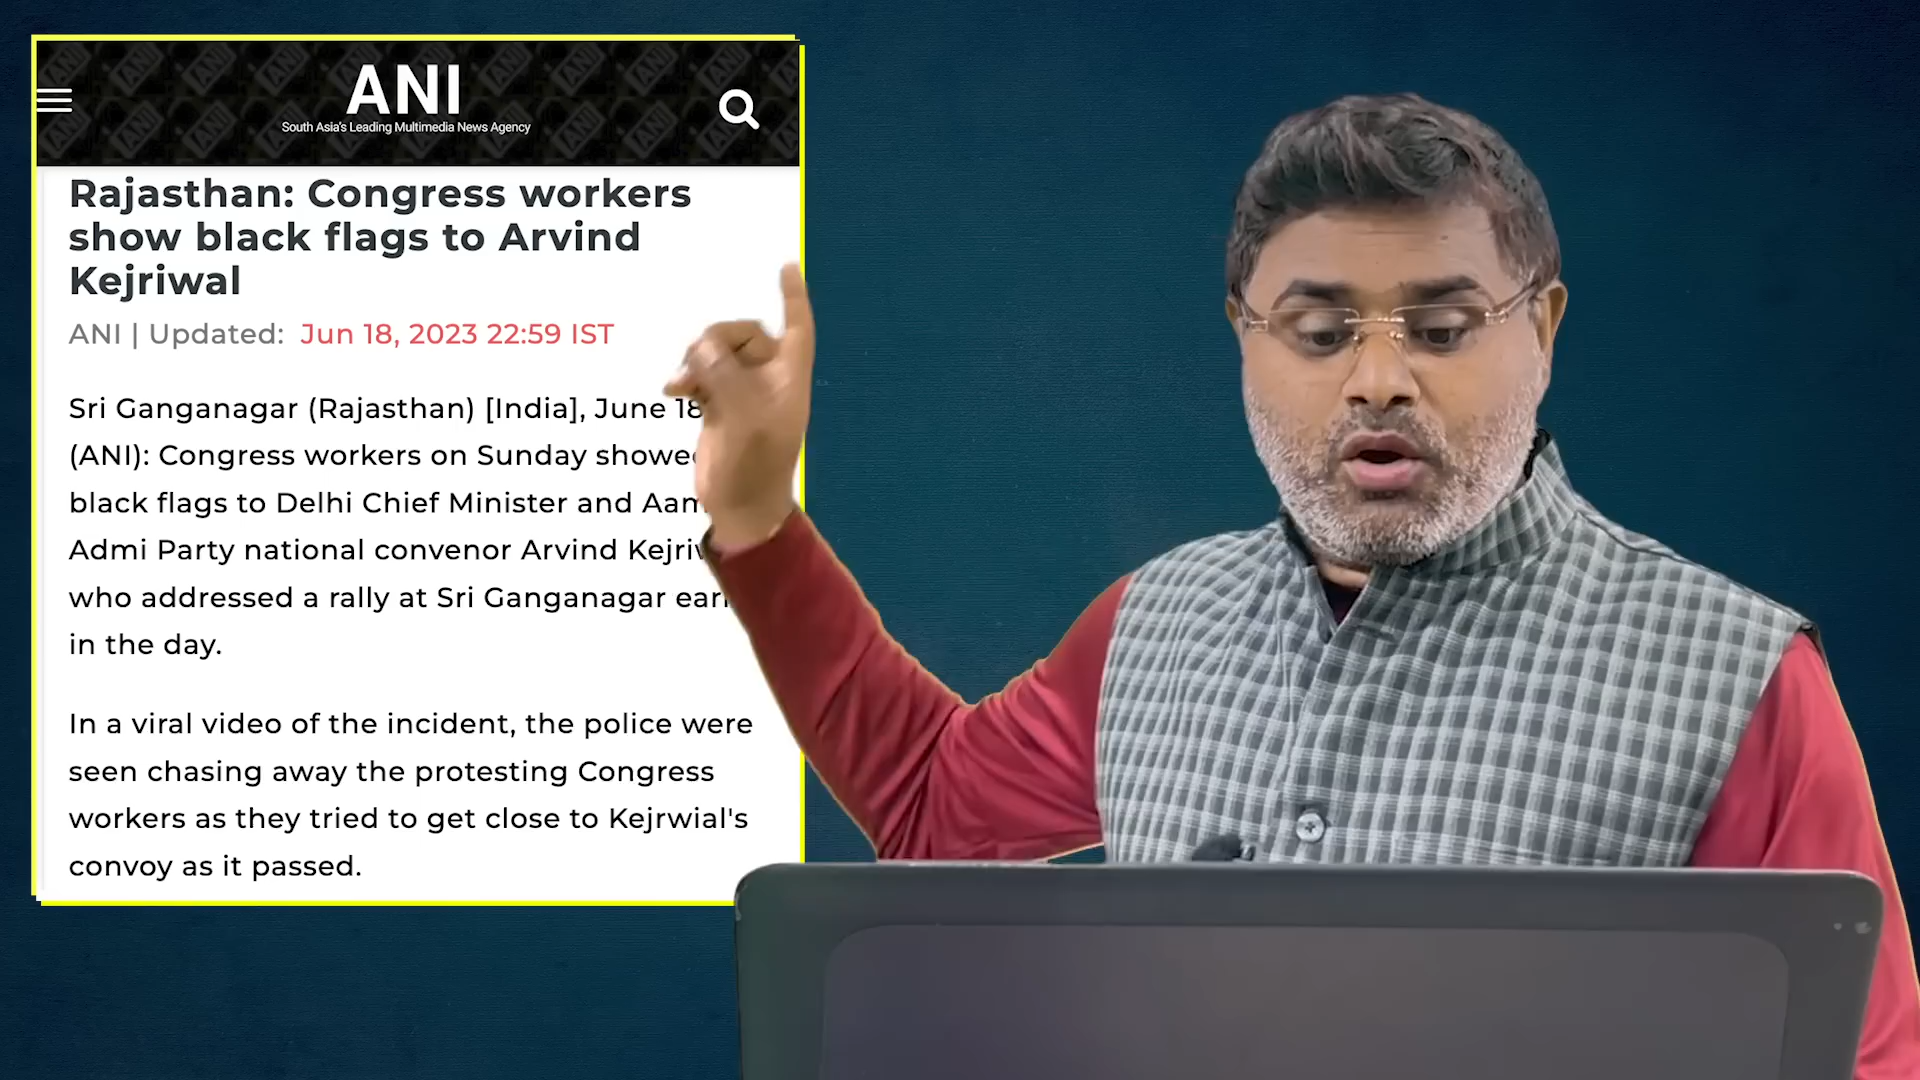 ANI
South Asia's Leading Multimedia News Agency
Rajasthan: Congress workers
show black flags to Arvind
Kejriwal
ANI | Updated: Jun 18, 2023 22:59 IST
Sri Ganganagar (Rajasthan) [India], June 18
(ANI): Congress workers on Sunday
black flags to Delhi Chief Minister and
Admi Party national convenor Arvind
who addressed a rally at Sri Ganganagar
in the day.
In a viral video of the incident, the police were
seen chasing away the protesting Congress
workers as they tried to get close to Kejrwial's
convoy as it passed.